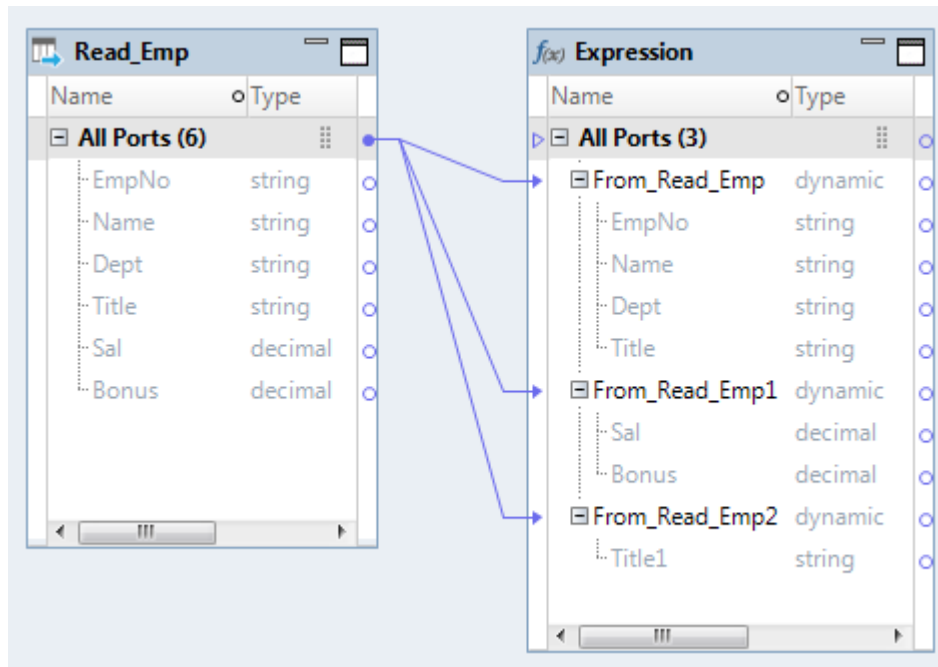 Read_Emp
Name Type
All Ports (6)
EmpNo string
Name string
Dept string
Title string
Sal decimal
Bonus decimal
f(x) Expression
Name Type
All Ports (3)
From_Read_Emp dynamic
EmpNo string
Name string
Dept string
Title string
From_Read_Emp1 dynamic
Sal decimal
Bonus decimal
From_Read_Emp2 dynamic
Title1 string